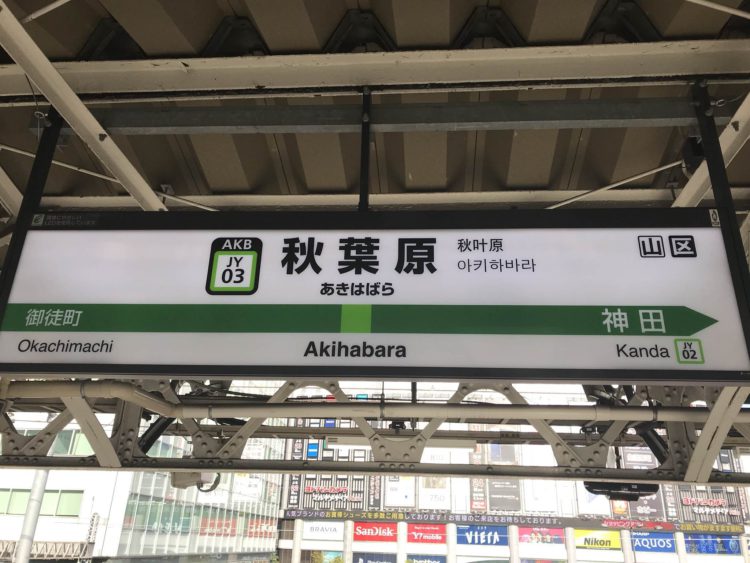 AKB
JY
03
秋葉原
あきはばら
秋叶原
아키하바라
山 区
御徒町
Okachimachi
Akihabara
神田
Kanda
JY
02
BRAVIA
SanDisk
Y!mobile
VIERA
Nikon
AQUOS